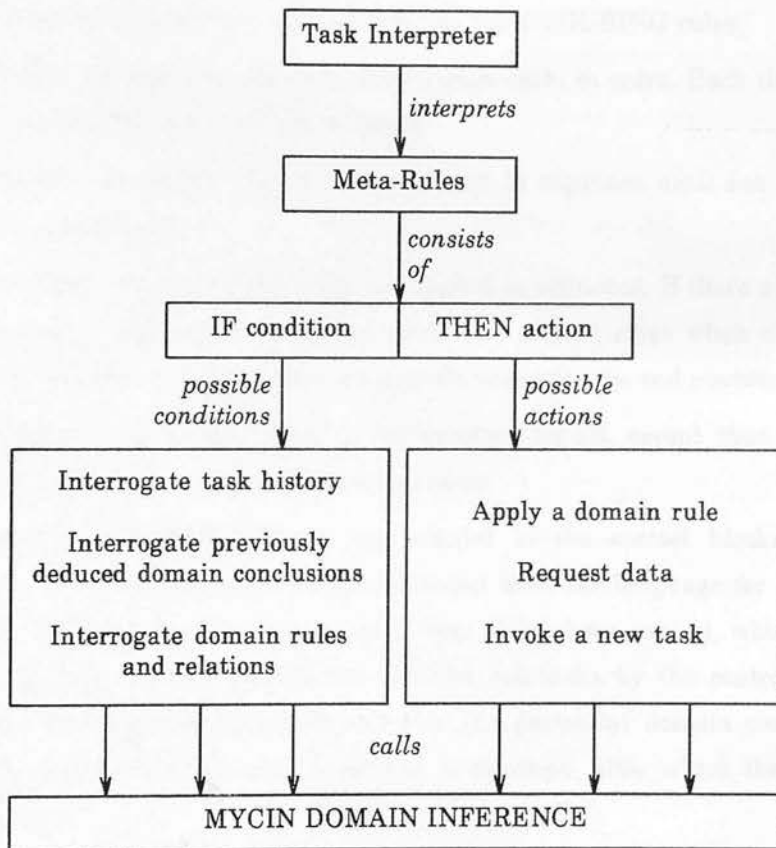 Task Interpreter
interprets
Meta-Rules
consists
of
IF condition
THEN action
possible
conditions
possible
actions
Interrogate task history
Interrogate previously
deduced domain conclusions
Interrogate domain rules
and relations
Apply a domain rule
Request data
Invoke a new task
calls
MYCIN DOMAIN INFERENCE